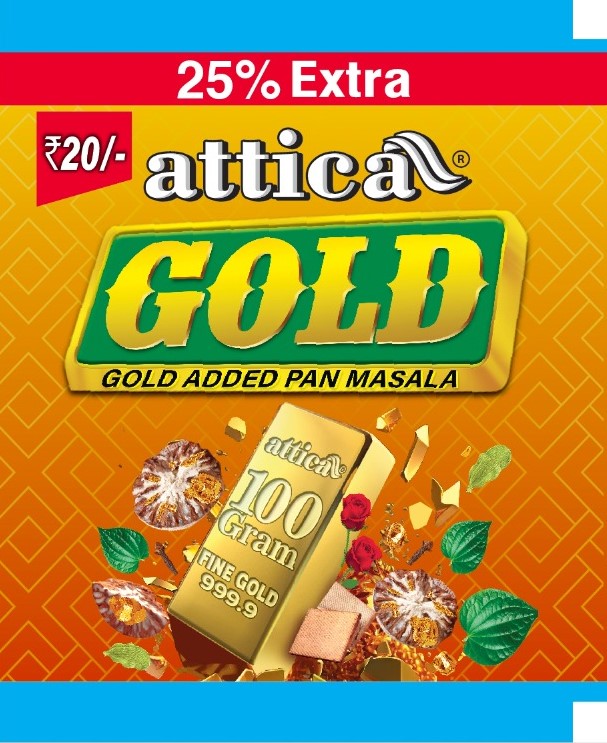 25% Extra
₹20/-
attica®
GOLD
GOLD ADDED PAN MASALA
attica®
100
Gram
FINE GOLD
999.9